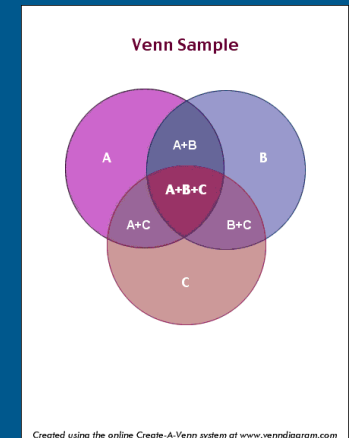 Venn Sample
A+B
A
B
A+B+C
A+C
B+C
C
Created using the online Create-A-Venn system at www.venndiagram.com